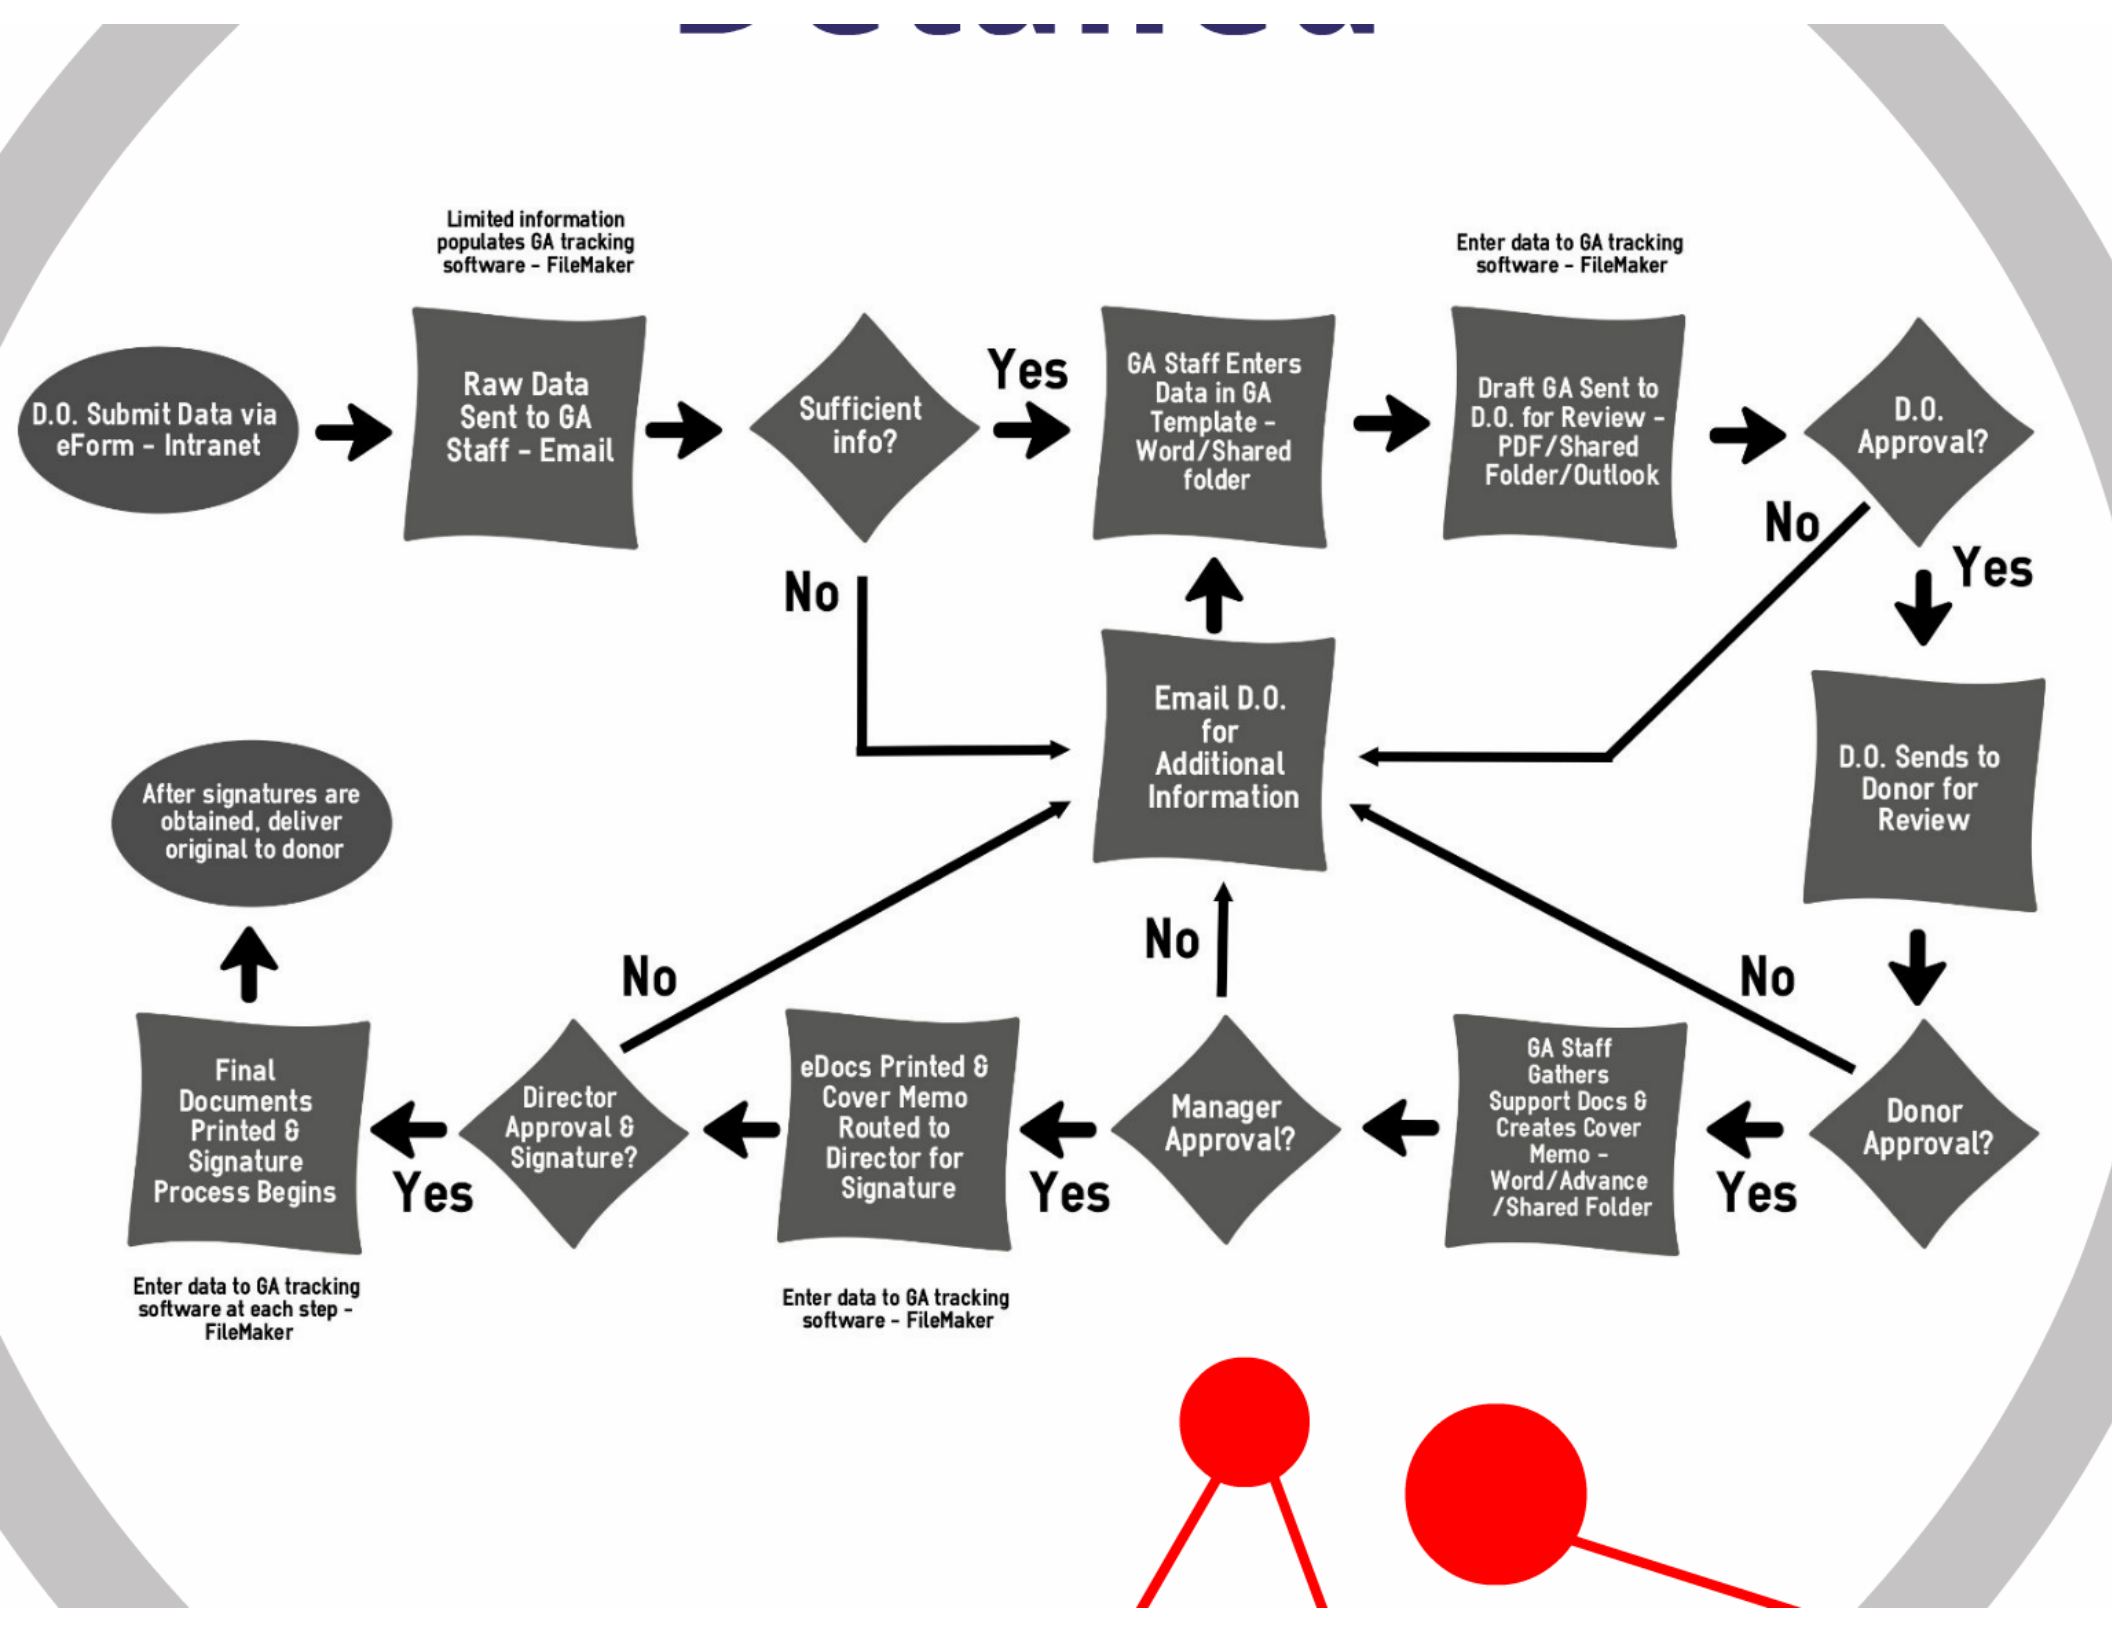 Limited information
populates GA tracking
software - FileMaker
Enter data to GA tracking
software - FileMaker
D.O. Submit Data via
eForm - Intranet
Raw Data
Sent to GA
Staff - Email
Sufficient
info?
Yes
GA Staff Enters
Data in GA
Template -
Word/Shared
folder
Draft GA Sent to
D.O. for Review -
PDF/Shared
Folder/Outlook
D.O.
Approval?
No
Yes
No
Email D.O.
for
Additional
Information
D.O. Sends to
Donor for
Review
After signatures are
obtained, deliver
original to donor
No
No
No
Final
Documents
Printed &
Signature
Process Begins
Yes
Director
Approval &
Signature?
eDocs Printed &
Cover Memo
Routed to
Director for
Signature
Yes
Manager
Approval?
GA Staff
Gathers
Support Docs &
Creates Cover
Memo -
Word/Advance
/Shared Folder
Yes
Donor
Approval?
Enter data to GA tracking
software at each step -
FileMaker
Enter data to GA tracking
software - FileMaker